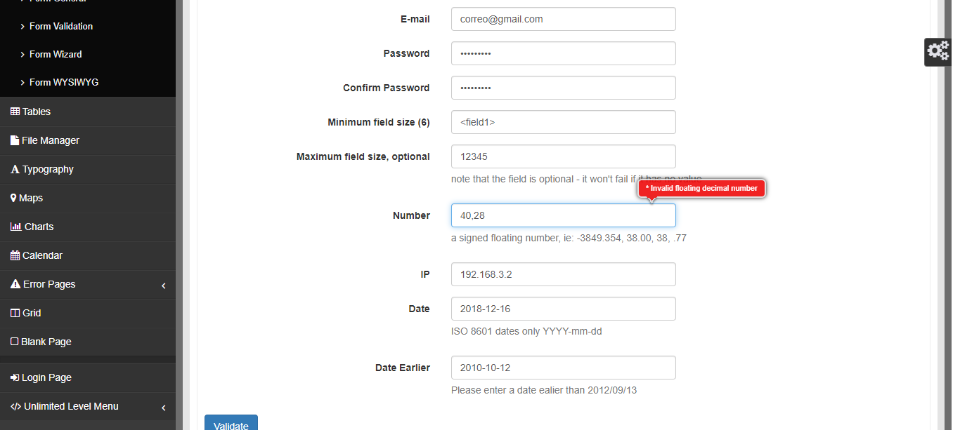 Form Validation
Form Wizard
Form WYSIWYG
Tables
File Manager
Typography
Maps
Charts
Calendar
Error Pages
Grid
Blank Page
Login Page
Unlimited Level Menu
E-mail correo@gmail.com
Password •••••••••
Confirm Password •••••••••
Minimum field size (6) <field1>
Maximum field size, optional 12345
note that the field is optional - it won't fail if it has no value
* Invalid floating decimal number
Number 40,28
a signed floating number, ie: -3849.354, 38.00, 38, .77
IP 192.168.3.2
Date 2018-12-16
ISO 8601 dates only YYYY-mm-dd
Date Earlier 2010-10-12
Please enter a date ealier than 2012/09/13
Validate